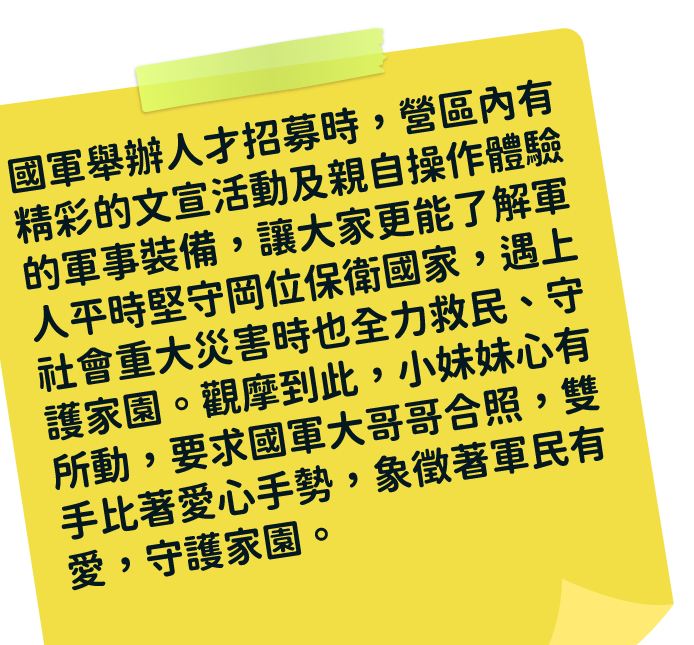 國軍舉辦人才招募時，營區內有
精彩的文宣活動及親自操作體驗
的軍事裝備，讓大家更能了解軍
人平時堅守岡位保衛國家，遇上
社會重大災害時也全力救民、守
護家園。觀摩到此，小妹妹心有
所動，要求國軍大哥哥合照，雙
手比著愛心手勢，象徵著軍民有
愛，守護家園。